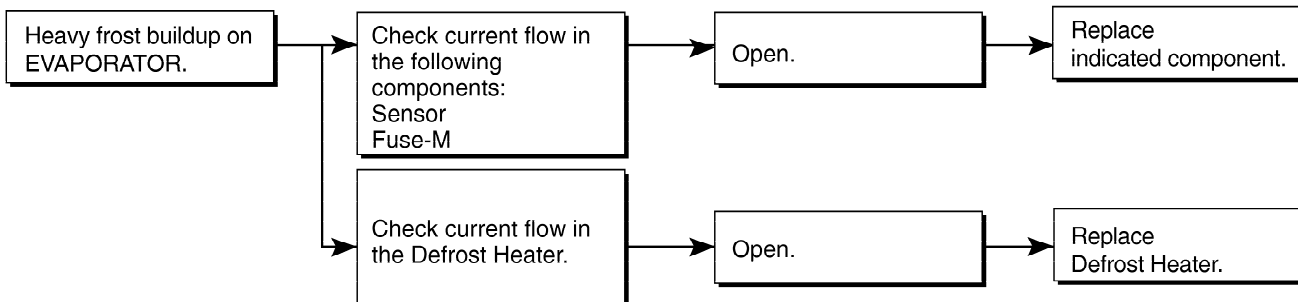 Heavy frost buildup on
EVAPORATOR.
Check current flow in
the following
components:
Sensor
Fuse-M
Open.
Replace
indicated component.
Check current flow in
the Defrost Heater.
Open.
Replace
Defrost Heater.